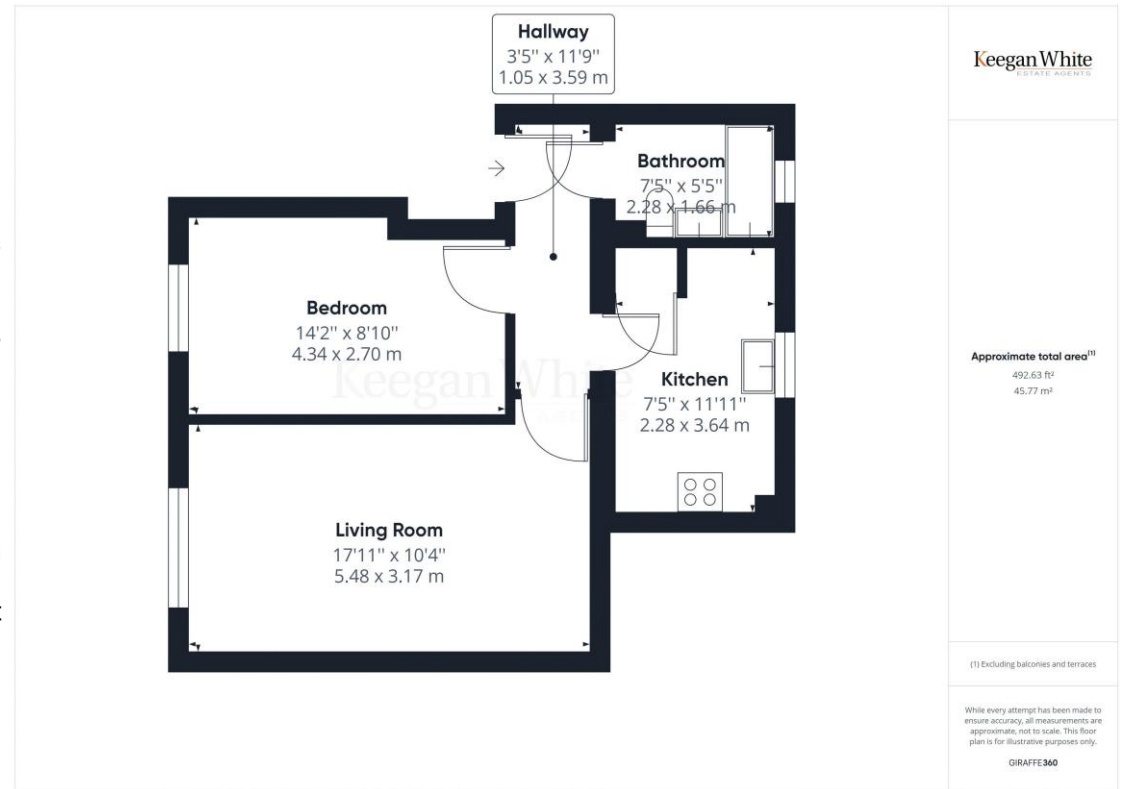 Hallway
3'5" x 11'9"
1.05 x 3.59 m
Bathroom
7'5" x 5'5"
2.28 x 1.66 m
Bedroom
14'2" x 8'10"
4.34 x 2.70 m
Kitchen
7'5" x 11'11"
2.28 x 3.64 m
Living Room
17'11" x 10'4"
5.48 x 3.17 m
Keegan White
Keegan White
ESTATE AGENTS
Approximate total area(1)
492.63 ft²
45.77 m²
(1) Excluding balconies and terraces
While every attempt has been made to
ensure accuracy, all measurements are
approximate, not to scale. This floor
plan is for illustrative purposes only.
GIRAFFE360